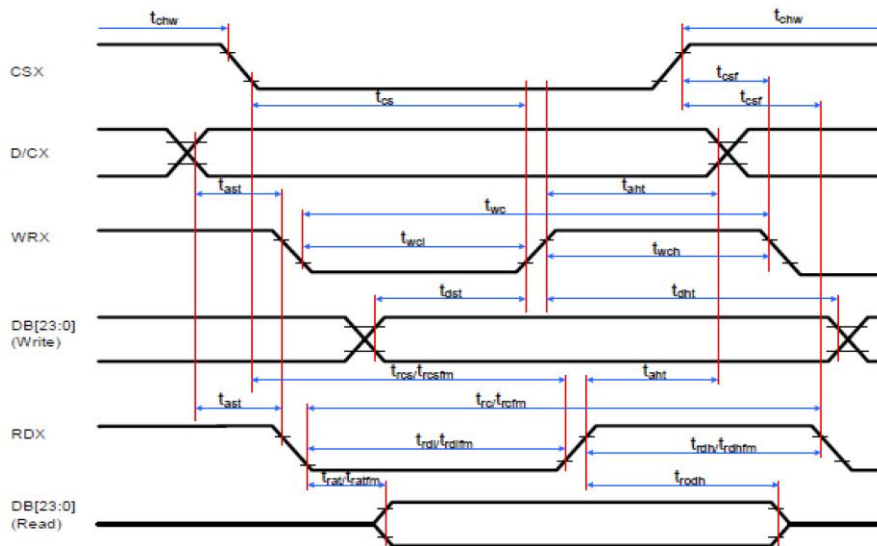 tchw
tchw
CSX
tcsf
tcs
tcsf
D/CX
tast
taht
twc
WRX
twcl
twch
tdst
tdht
DB[23:0]
(Write)
trcs/trcsfm
taht
tast
trc/trcfm
RDX
trdl/trdlfm
trdh/trdhfm
trat/tratfm
trodh
DB[23:0]
(Read)